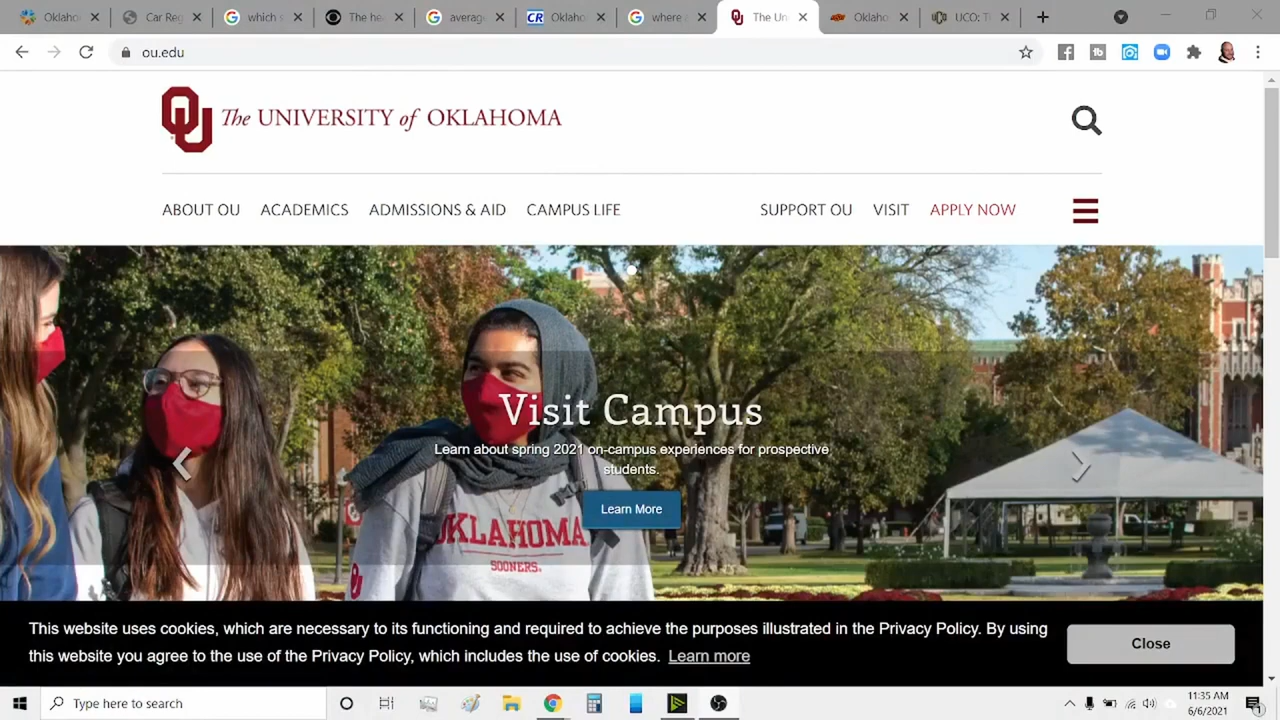 Oklahor
Car Reg
which s
The he
averag
CR
Oklaho
where a
The Un
Oklaho
UCO: T
ou.edu
tb
OU
The UNIVERSITY of OKLAHOMA
ABOUT OU ACADEMICS ADMISSIONS & AID CAMPUS LIFE SUPPORT OU VISIT APPLY NOW
Visit Campus
Learn about spring 2021 on-campus experiences for prospective
students.
Learn More
OKLAHOMA
SOONERS
This website uses cookies, which are necessary to its functioning and required to achieve the purposes illustrated in the Privacy Policy. By using
this website you agree to the use of the Privacy Policy, which includes the use of cookies. Learn more
Close
Type here to search
11:35 AM
6/6/2021
1